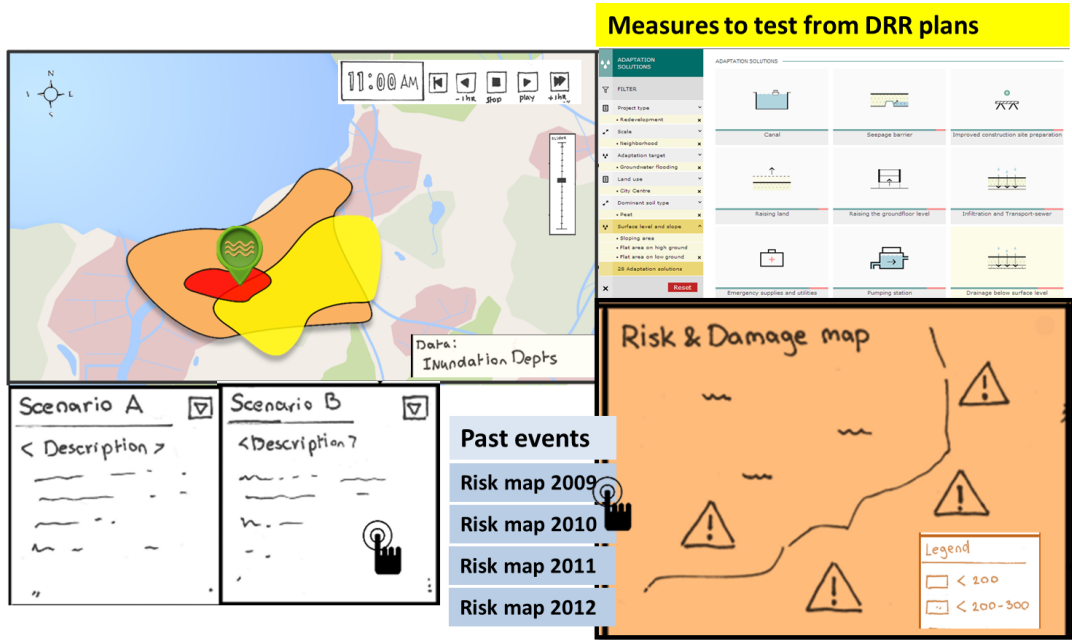 Measures to test from DRR plans
N
S
11:00 AM
-1hr
stop
play
+1hr
Data:
Inundation Depts
ADAPTATION
SOLUTIONS
FILTER
Project type
• Redevelopment
Scale
• Neighborhood
Adaptation target
• Groundwater flooding
Land use
• City Centre
Dominant soil type
• Peat
Surface level and slope
• Sloping area
• Flat area on high ground
• Flat area on low ground
28 Adaptation solutions
Reset
ADAPTATION SOLUTIONS
Canal
Seepage barrier
Improved construction site preparation
Raising land
Raising the groundfloor level
Infiltration and Transport-sewer
Emergency supplies and utilities
Pumping station
Drainage below surface level
Scenario A
< Description >
Scenario B
<Description>
Past events
Risk map 2009
Risk map 2010
Risk map 2011
Risk map 2012
Risk & Damage map
Legend
< 200
< 200-300